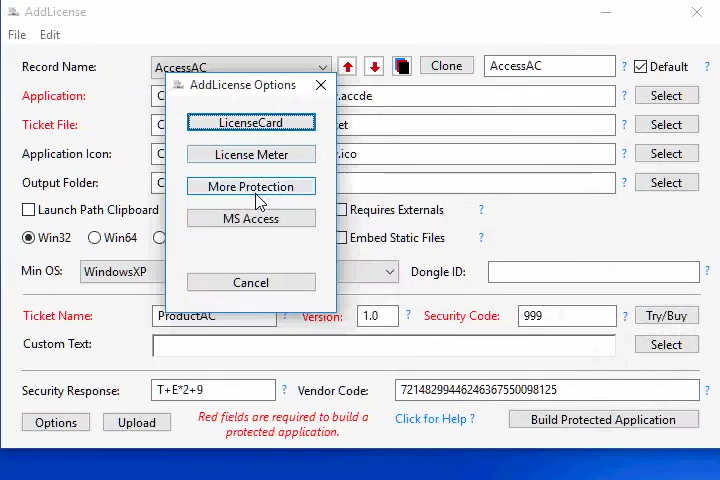 AddLicense
File Edit
Record Name: AccessAC Clone AccessAC ? Default ?
AddLicense Options
Application: C .accde ? Select
LicenseCard
Ticket File: C et ? Select
License Meter
Application Icon: C .ico ? Select
More Protection
Output Folder: C ? Select
Launch Path Clipboard Requires Externals ?
MS Access
Win32 Win64 Embed Static Files ?
Min OS: WindowsXP Dongle ID: ?
Cancel
Ticket Name: ProductAC ? Version: 1.0 ? Security Code: 999 ? Try/Buy
Custom Text: Select
Security Response: T+E*2+9 ? Vendor Code: 72148299446246367550098125 ?
Options Upload Red fields are required to build a
protected application. Click for Help ? Build Protected Application